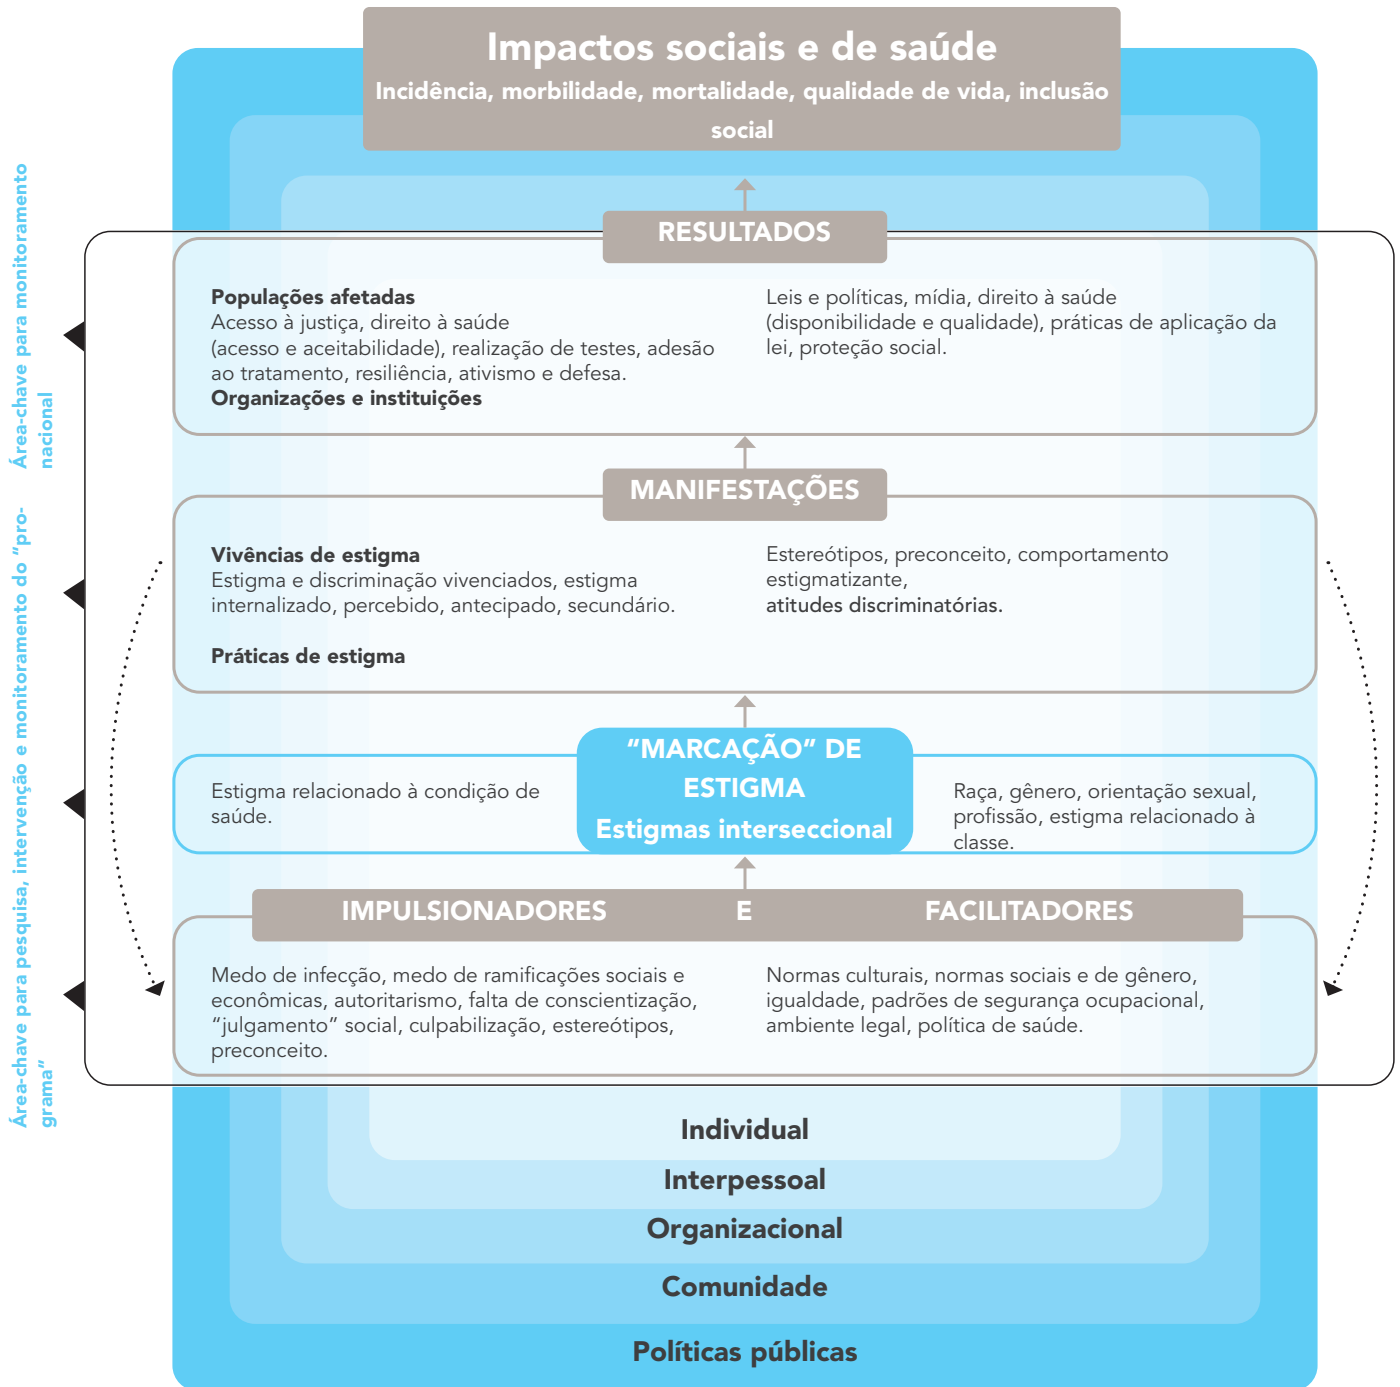 Impactos sociais e de saúde
Incidência, morbilidade, mortalidade, qualidade de vida, inclusão
social
Área-chave para monitoramento
nacional
RESULTADOS
Populações afetadas
Acesso à justiça, direito à saúde
(acesso e aceitabilidade), realização de testes, adesão
ao tratamento, resiliência, ativismo e defesa.
Organizações e instituições
Leis e políticas, mídia, direito à saúde
(disponibilidade e qualidade), práticas de aplicação da
lei, proteção social.
Área-chave para pesquisa, intervenção e monitoramento do “pro-
grama”
MANIFESTAÇÕES
Vivências de estigma
Estigma e discriminação vivenciados, estigma
internalizado, percebido, antecipado, secundário.
Práticas de estigma
Estereótipos, preconceito, comportamento
estigmatizante,
atitudes discriminatórias.
“MARCAÇÃO” DE
ESTIGMA
Estigmas interseccional
Estigma relacionado à condição de
saúde.
Raça, gênero, orientação sexual,
profissão, estigma relacionado à
classe.
IMPULSIONADORES E FACILITADORES
Medo de infecção, medo de ramificações sociais e
econômicas, autoritarismo, falta de conscientização,
“julgamento” social, culpabilização, estereótipos,
preconceito.
Normas culturais, normas sociais e de gênero,
igualdade, padrões de segurança ocupacional,
ambiente legal, política de saúde.
Individual
Interpessoal
Organizacional
Comunidade
Políticas públicas